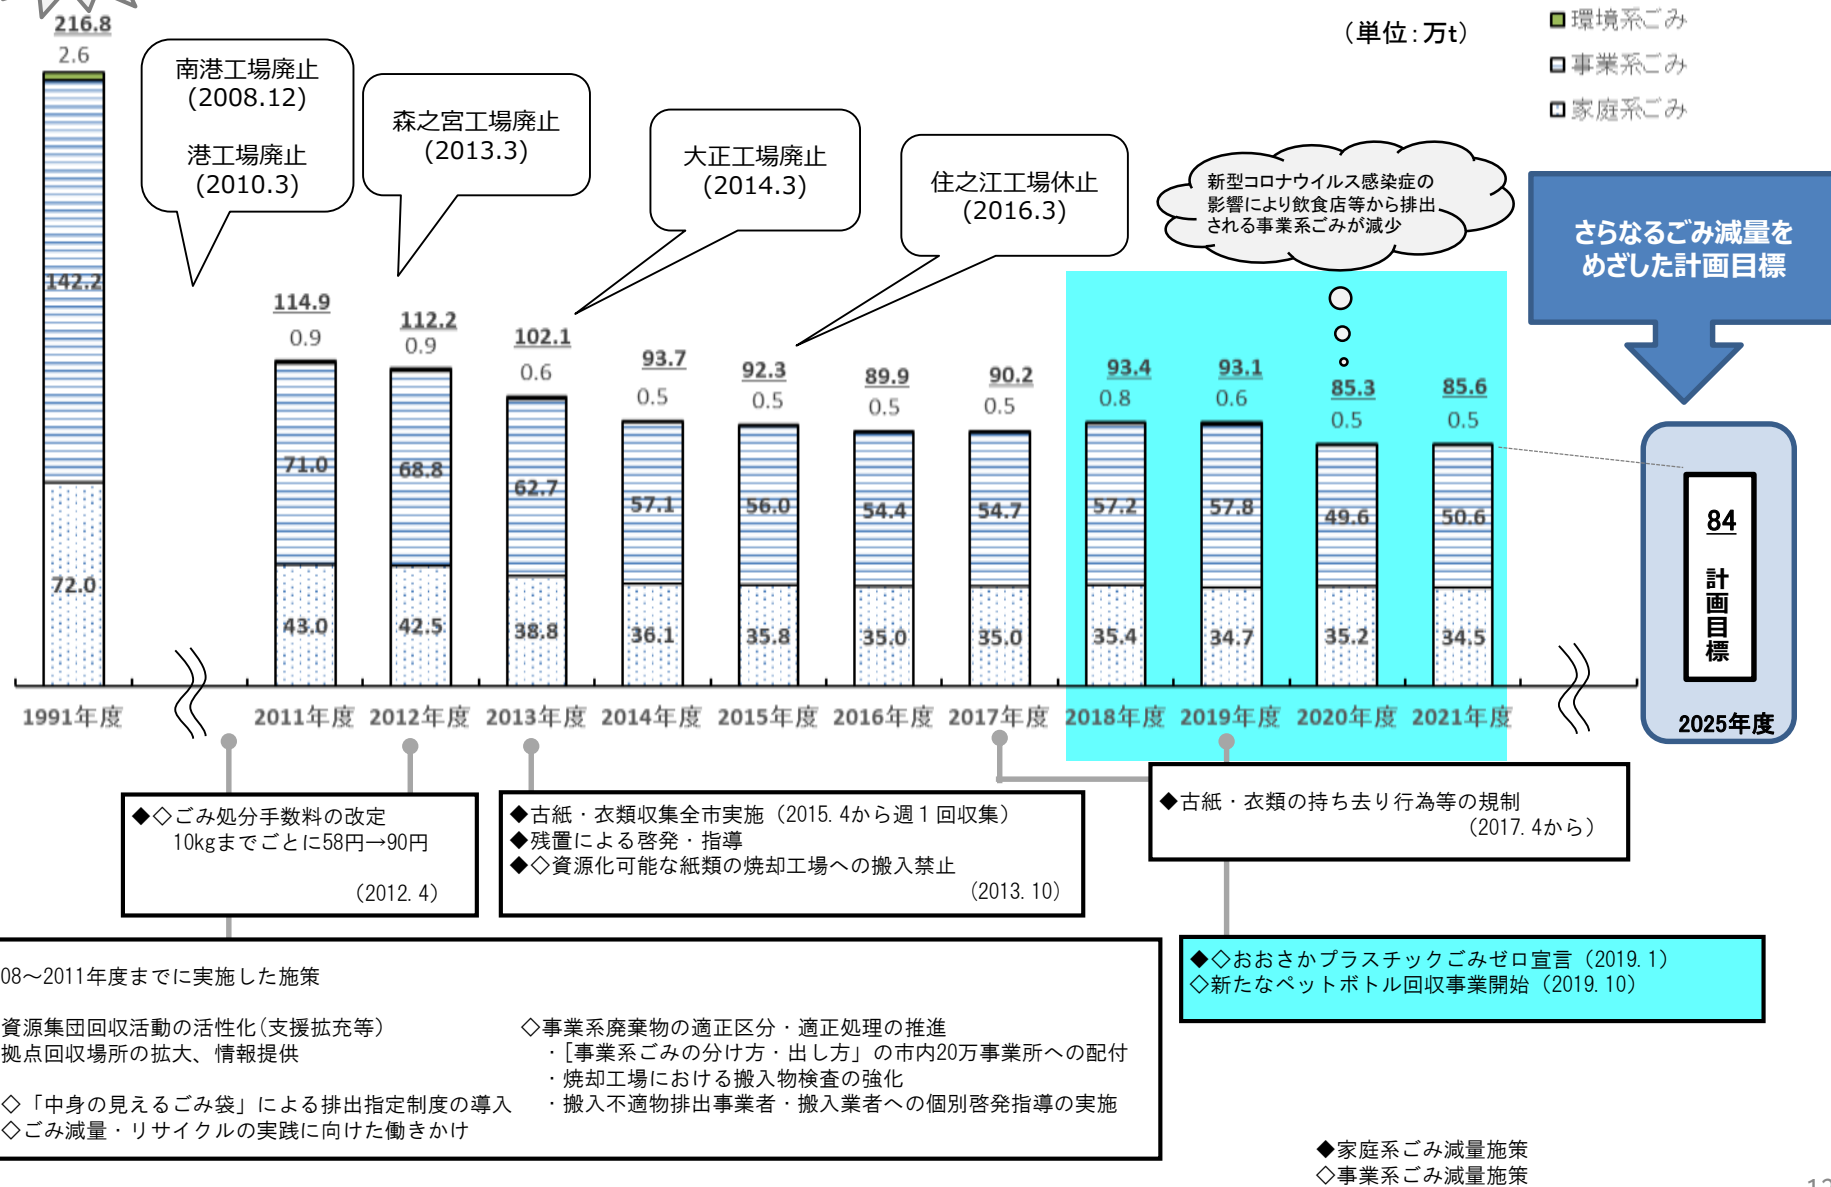 216.8
2.6
142.2
72.0
1991年度
南港工場廃止
(2008.12)
港工場廃止
(2010.3)
森之宮工場廃止
(2013.3)
大正工場廃止
(2014.3)
住之江工場休止
(2016.3)
新型コロナウイルス感染症の
影響により飲食店等から排出
される事業系ごみが減少
（単位：万t）
環境系ごみ
事業系ごみ
家庭系ごみ
さらなるごみ減量を
めざした計画目標
114.9
0.9
71.0
43.0
2011年度
112.2
0.9
68.8
42.5
2012年度
102.1
0.6
62.7
38.8
2013年度
93.7
0.5
57.1
36.1
2014年度
92.3
0.5
56.0
35.8
2015年度
89.9
0.5
54.4
35.0
2016年度
90.2
0.5
54.7
35.0
2017年度
93.4
0.8
57.2
35.4
2018年度
93.1
0.6
57.8
34.7
2019年度
85.3
0.5
49.6
35.2
2020年度
85.6
0.5
50.6
34.5
2021年度
84
計画目標
2025年度
◆◇ごみ処分手数料の改定
10kgまでごとに58円→90円
（2012.4）
◆古紙・衣類収集全市実施（2015.4から週１回収集）
◆残置による啓発・指導
◆◇資源化可能な紙類の焼却工場への搬入禁止
（2013.10）
◆古紙・衣類の持ち去り行為等の規制
（2017.4から）
◆◇おおさかプラスチックごみゼロ宣言（2019.1）
◇新たなペットボトル回収事業開始（2019.10）
08～2011年度までに実施した施策
資源集団回収活動の活性化（支援拡充等）
拠点回収場所の拡大、情報提供
◇「中身の見えるごみ袋」による排出指定制度の導入
◇ごみ減量・リサイクルの実践に向けた働きかけ
◇事業系廃棄物の適正区分・適正処理の推進
・[事業系ごみの分け方・出し方」の市内20万事業所への配付
・焼却工場における搬入物検査の強化
・搬入不適物排出事業者・搬入業者への個別啓発指導の実施
◆家庭系ごみ減量施策
◇事業系ごみ減量施策